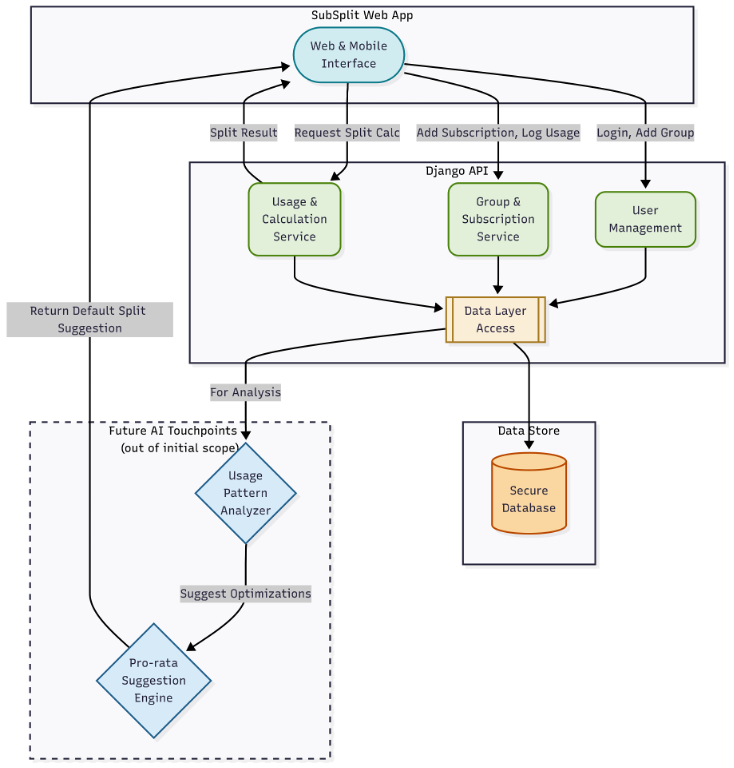 SubSplit Web App
Web & Mobile
Interface
Split Result
Request Split Calc
Add Subscription, Log Usage
Login, Add Group
Django API
Usage &
Calculation
Service
Group &
Subscription
Service
User
Management
Return Default Split
Suggestion
Data Layer
Access
For Analysis
Future AI Touchpoints
(out of initial scope)
Data Store
Usage
Pattern
Analyzer
Secure
Database
Suggest Optimizations
Pro-rata
Suggestion
Engine